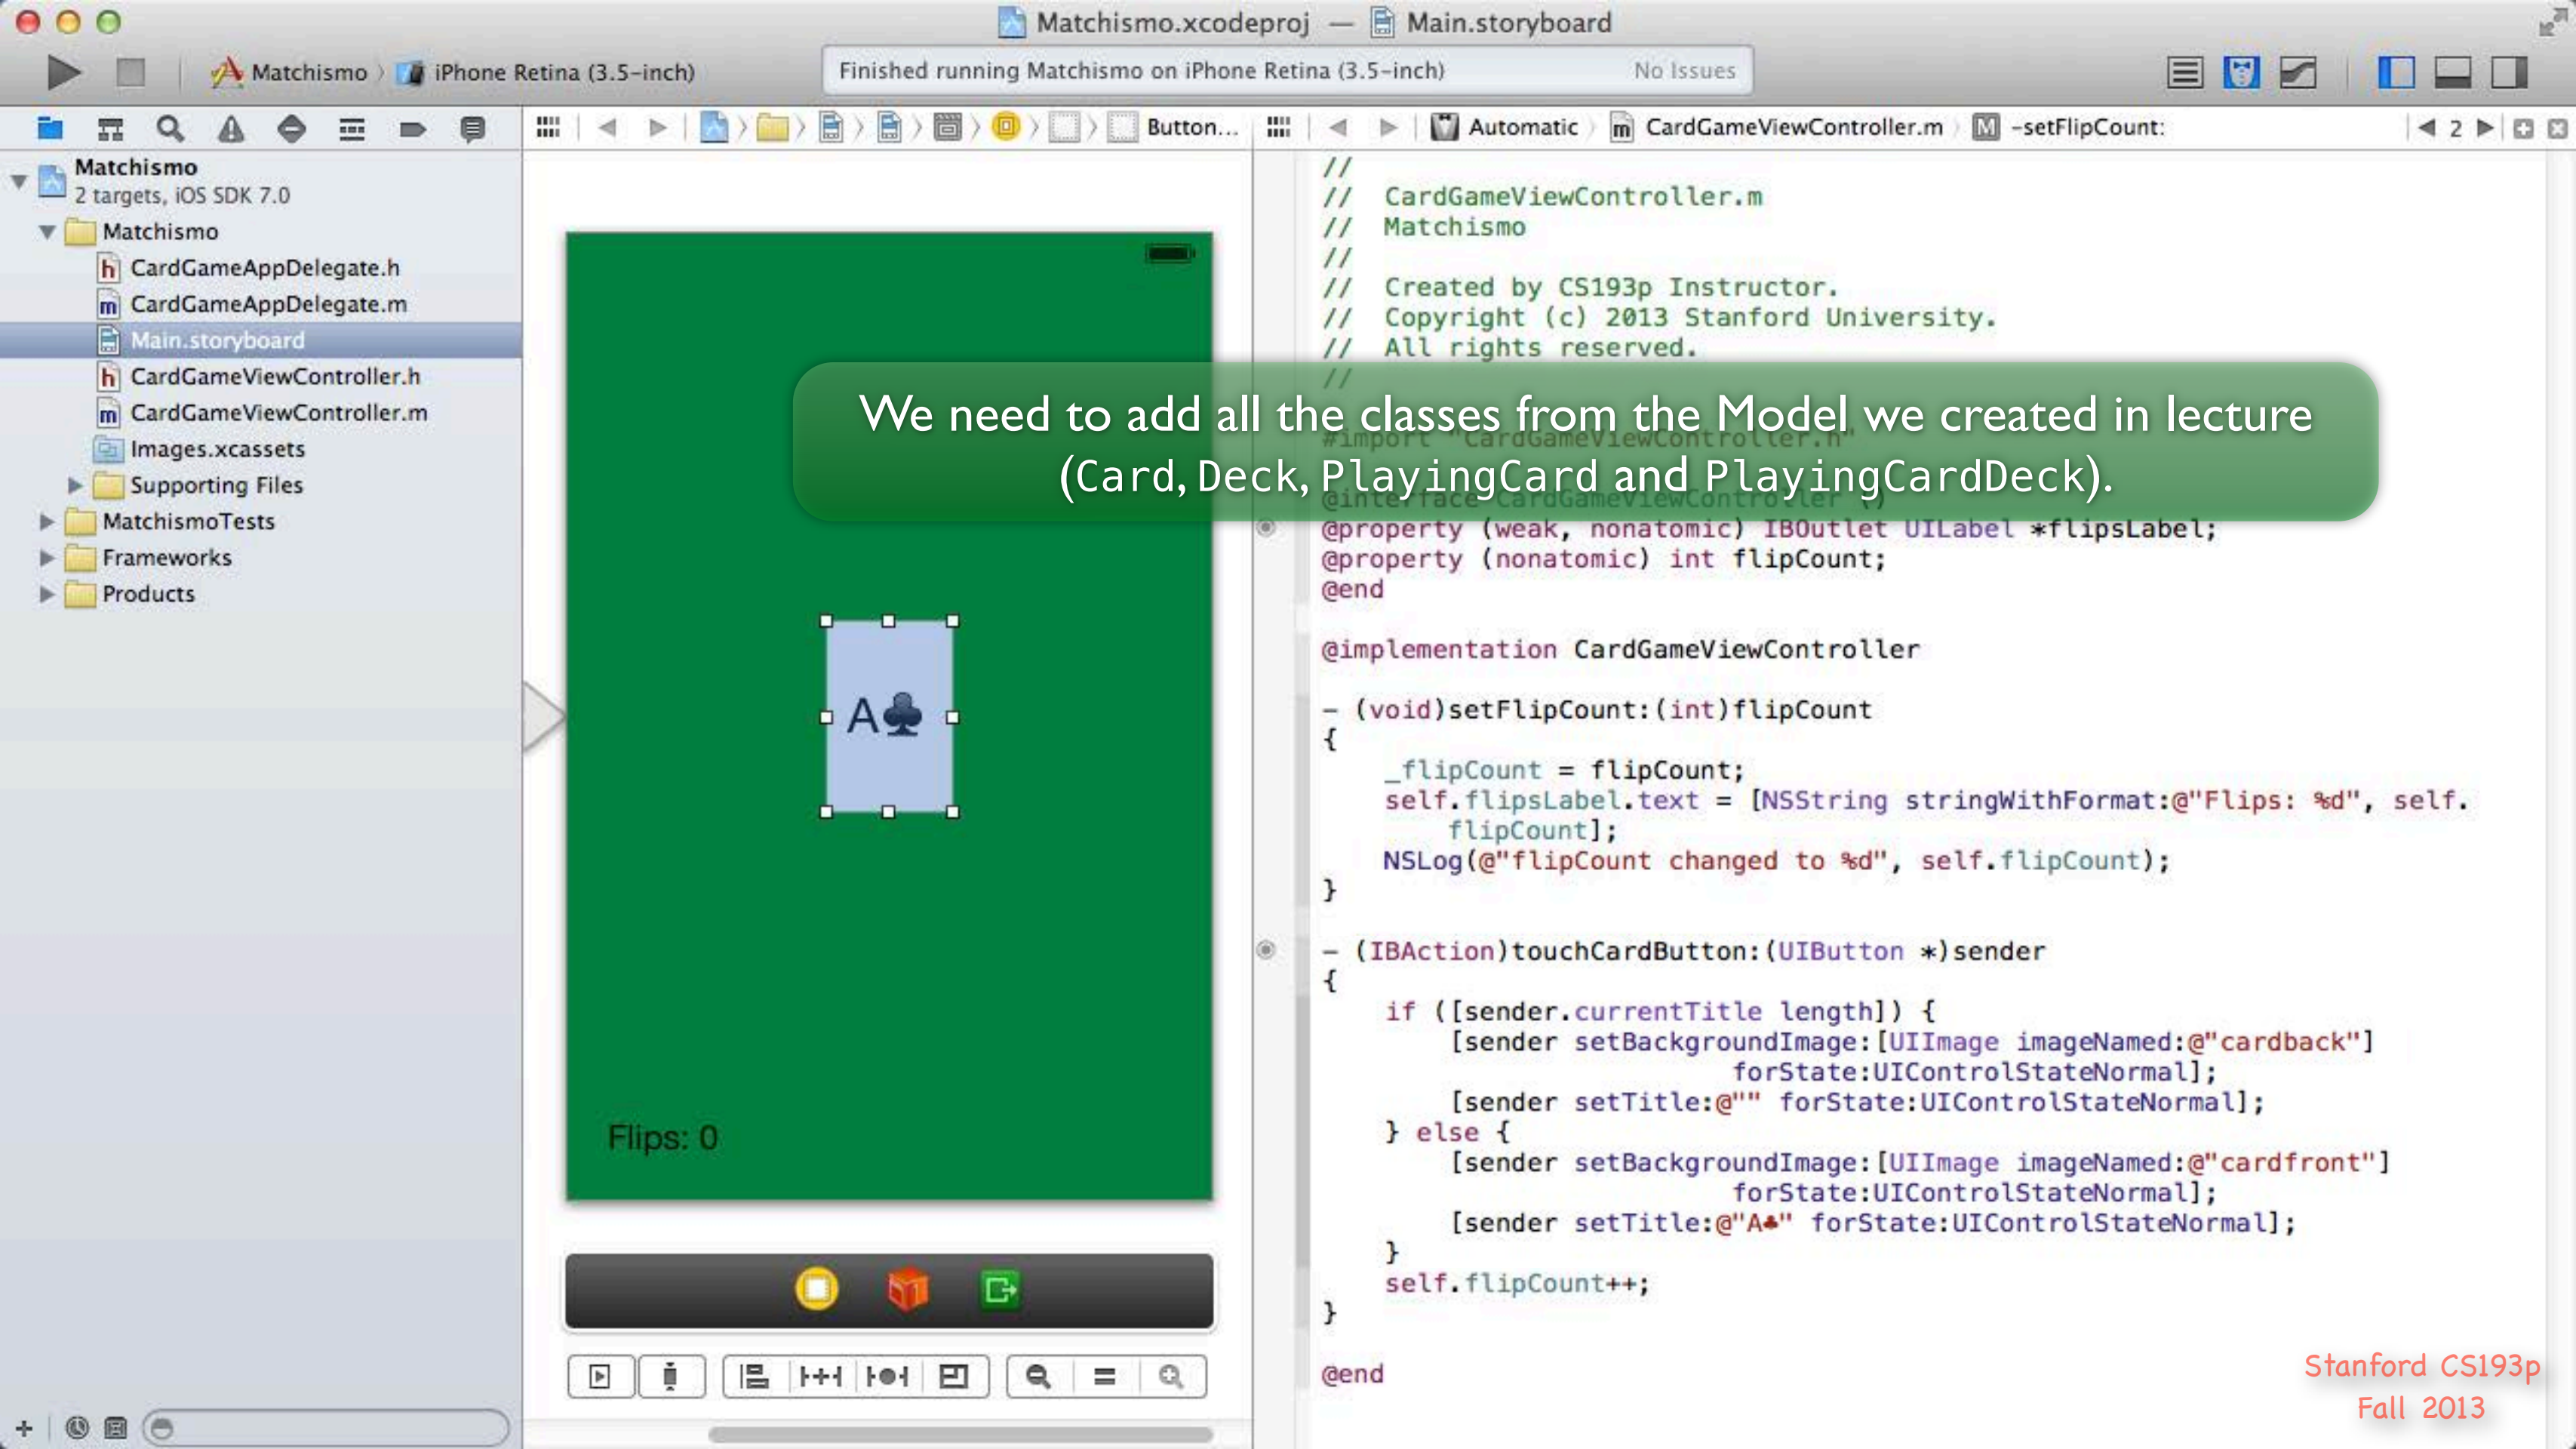 Matchismo.xcodeproj — Main.storyboard
Matchismo
iPhone Retina (3.5-inch)
Finished running Matchismo on iPhone Retina (3.5-inch)
No Issues
Button...
Automatic
CardGameViewController.m
-setFlipCount:
2
Matchismo
2 targets, iOS SDK 7.0
Matchismo
CardGameAppDelegate.h
CardGameAppDelegate.m
Main.storyboard
CardGameViewController.h
CardGameViewController.m
Images.xcassets
Supporting Files
MatchismoTests
Frameworks
Products
A♣
Flips: 0
//
//  CardGameViewController.m
//  Matchismo
//
//  Created by CS193p Instructor.
//  Copyright (c) 2013 Stanford University.
//  All rights reserved.
//
We need to add all the classes from the Model we created in lecture
(Card, Deck, PlayingCard and PlayingCardDeck).
#import "CardGameViewController.h"
@interface CardGameViewController ()
@property (weak, nonatomic) IBOutlet UILabel *flipsLabel;
@property (nonatomic) int flipCount;
@end
@implementation CardGameViewController
- (void)setFlipCount:(int)flipCount
{
_flipCount = flipCount;
self.flipsLabel.text = [NSString stringWithFormat:@"Flips: %d", self.
flipCount];
NSLog(@"flipCount changed to %d", self.flipCount);
}
- (IBAction)touchCardButton:(UIButton *)sender
{
if ([sender.currentTitle length]) {
[sender setBackgroundImage:[UIImage imageNamed:@"cardback"]
forState:UIControlStateNormal];
[sender setTitle:@"" forState:UIControlStateNormal];
} else {
[sender setBackgroundImage:[UIImage imageNamed:@"cardfront"]
forState:UIControlStateNormal];
[sender setTitle:@"A♣" forState:UIControlStateNormal];
}
self.flipCount++;
}
@end
Stanford CS193p
Fall 2013